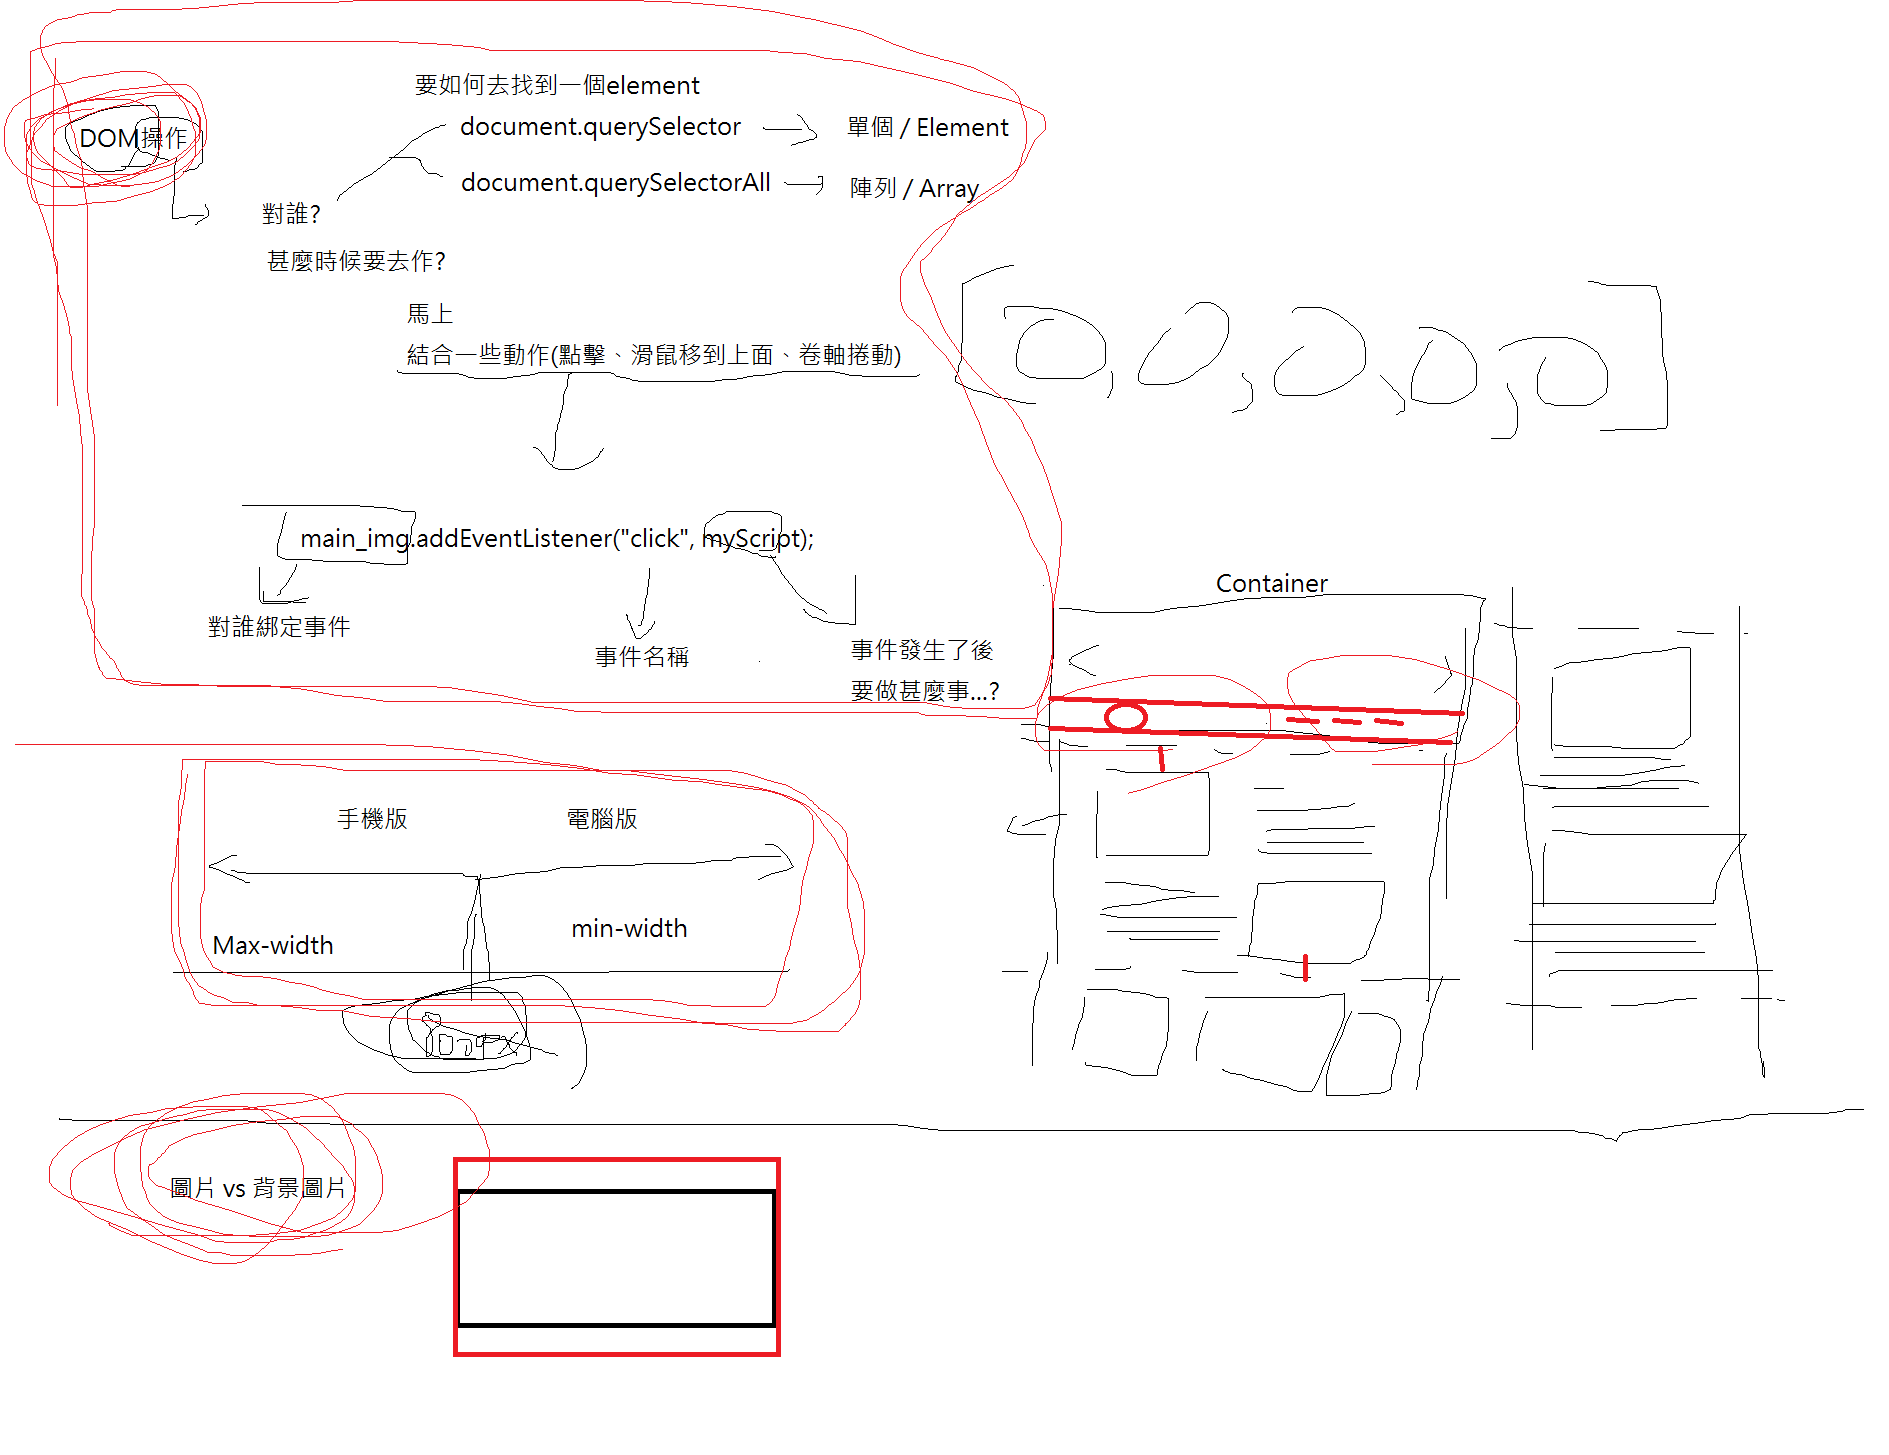 要如何去找到一個element
DOM操作
document.querySelector
單個 / Element
document.querySelectorAll
陣列 / Array
對誰?
甚麼時候要去作?
馬上
結合一些動作(點擊、滑鼠移到上面、卷軸捲動)
main_img.addEventListener("click", myScript);
對誰綁定事件
事件名稱
事件發生了後
要做甚麼事...?
Container
手機版
電腦版
Max-width
min-width
圖片 vs 背景圖片